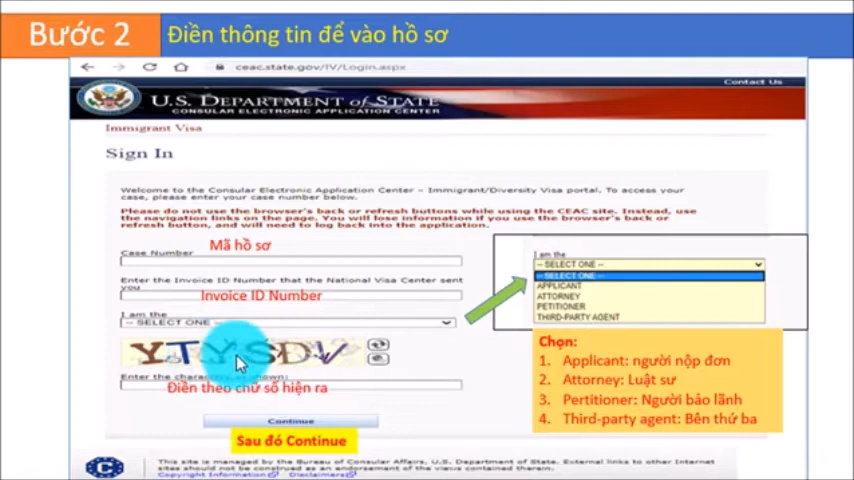 Bước 2
Điền thông tin để vào hồ sơ
ceac.state.gov/IV/Login.aspx
Contact Us
U.S. DEPARTMENT of STATE
CONSULAR ELECTRONIC APPLICATION CENTER
Immigrant Visa
Sign In
Welcome to the Consular Electronic Application Center – Immigrant/Diversity Visa portal. To access your
case, please enter your case number below.
Please do not use the browser's back or refresh buttons while using the CEAC site. Instead, use
the navigation links on the page. You will lose information if you use the browser's back or
refresh button, and will need to log back into the application.
Mã hồ sơ
Case Number
Enter the Invoice ID Number that the National Visa Center sent
you
Invoice ID Number
I am the
-- SELECT ONE --
YTYSDV
Enter the characters as shown:
Điền theo chữ số hiện ra
Continue
Sau đó Continue
I am the
-- SELECT ONE --
-- SELECT ONE --
APPLICANT
ATTORNEY
PETITIONER
THIRD-PARTY AGENT
Chọn:
1. Applicant: người nộp đơn
2. Attorney: Luật sư
3. Pertitioner: Người bảo lãnh
4. Third-party agent: Bên thứ ba
This site is managed by the Bureau of Consular Affairs, U.S. Department of State. External links to other Internet
sites should not be construed as an endorsement of the views contained therein.
Copyright Information
Disclaimers